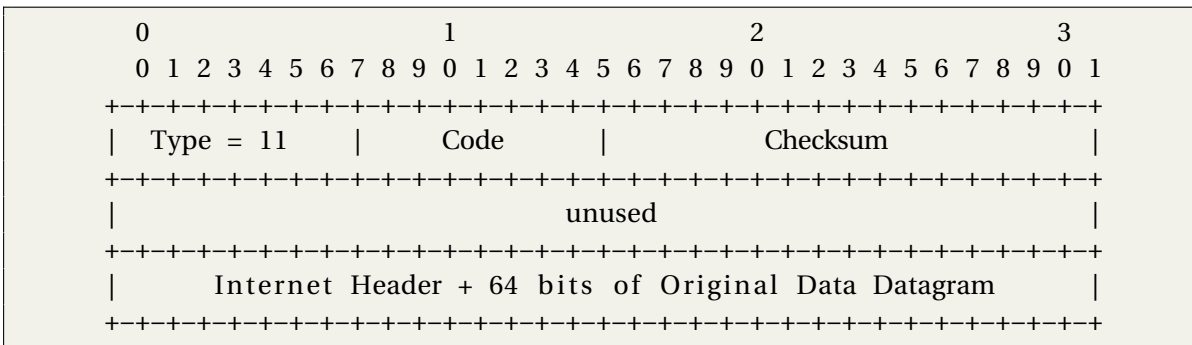 0 1 2 3
0 1 2 3 4 5 6 7 8 9 0 1 2 3 4 5 6 7 8 9 0 1 2 3 4 5 6 7 8 9 0 1
+-+-+-+-+-+-+-+-+-+-+-+-+-+-+-+-+-+-+-+-+-+-+-+-+-+-+-+-+-+-+-+-+
| Type = 11 | Code | Checksum |
+-+-+-+-+-+-+-+-+-+-+-+-+-+-+-+-+-+-+-+-+-+-+-+-+-+-+-+-+-+-+-+-+
| unused |
+-+-+-+-+-+-+-+-+-+-+-+-+-+-+-+-+-+-+-+-+-+-+-+-+-+-+-+-+-+-+-+-+
| Internet Header + 64 bits of Original Data Datagram |
+-+-+-+-+-+-+-+-+-+-+-+-+-+-+-+-+-+-+-+-+-+-+-+-+-+-+-+-+-+-+-+-+